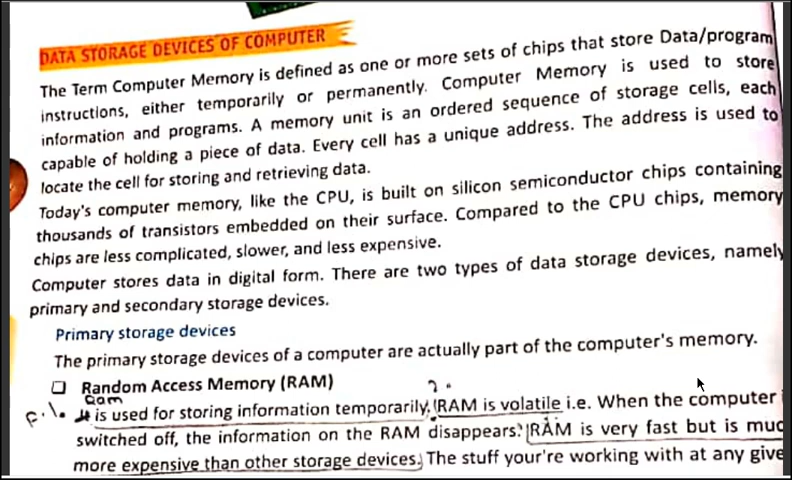 DATA STORAGE DEVICES OF COMPUTER
The Term Computer Memory is defined as one or more sets of chips that store Data/program
instructions, either temporarily or permanently. Computer Memory is used to store
information and programs. A memory unit is an ordered sequence of storage cells, each
capable of holding a piece of data. Every cell has a unique address. The address is used to
locate the cell for storing and retrieving data.
Today's computer memory, like the CPU, is built on silicon semiconductor chips containing
thousands of transistors embedded on their surface. Compared to the CPU chips, memory
chips are less complicated, slower, and less expensive.
Computer stores data in digital form. There are two types of data storage devices, namely
primary and secondary storage devices.
Primary storage devices
The primary storage devices of a computer are actually part of the computer's memory.
Random Access Memory (RAM)
Ram
is used for storing information temporarily. RAM is volatile i.e. When the computer
switched off, the information on the RAM disappears. RAM is very fast but is muc
more expensive than other storage devices. The stuff your're working with at any give